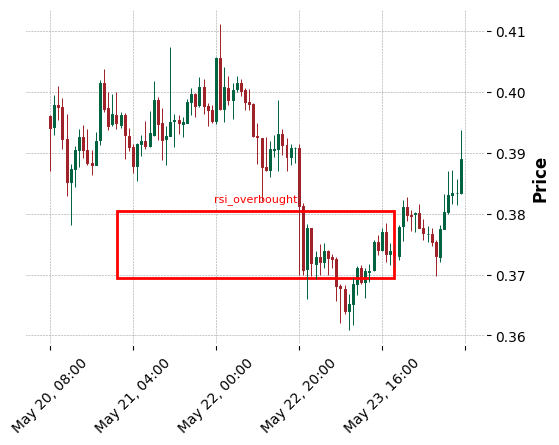 0.41
0.40
0.39
rsi_overbought
0.38
0.37
0.36
Price
May 20, 08:00
May 21, 04:00
May 22, 00:00
May 22, 20:00
May 23, 16:00